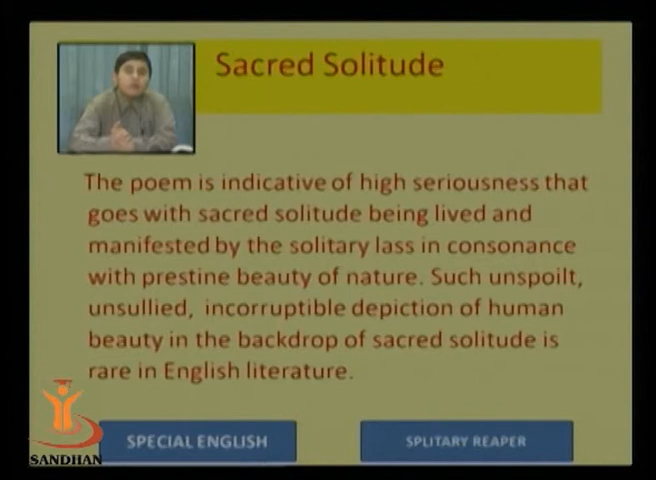 Sacred Solitude
The poem is indicative of high seriousness that
goes with sacred solitude being lived and
manifested by the solitary lass in consonance
with prestine beauty of nature. Such unspoilt,
unsullied, incorruptible depiction of human
beauty in the backdrop of sacred solitude is
rare in English literature.
SPECIAL ENGLISH
SPLITARY REAPER
SANDHAN